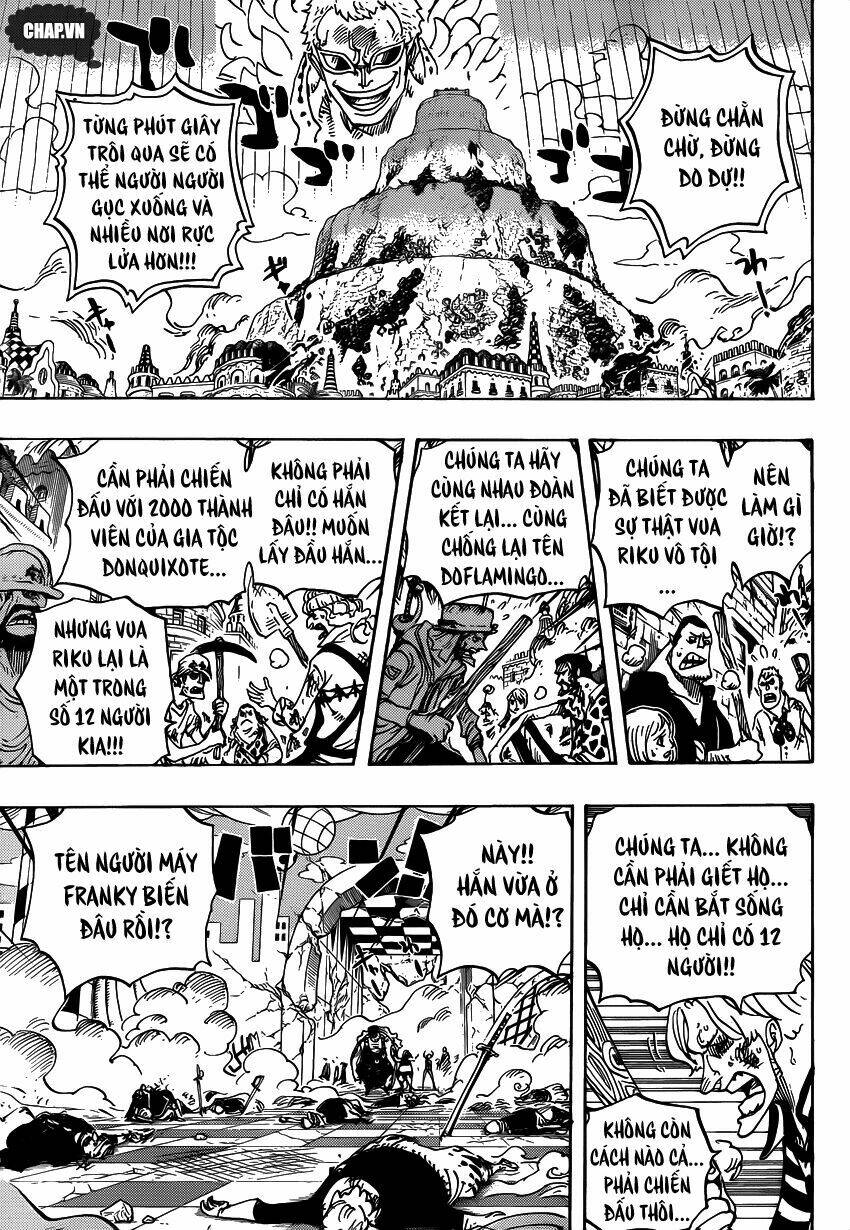 CHAP.VN
ĐỪNG CHẦN
CHỪ, ĐỪNG
DO DỰ!!
TỪNG PHÚT GIÂY
TRÔI QUA SẼ CÓ
THỂ NGƯỜI NGƯỜI
GỤC XUỐNG VÀ
NHIỀU NƠI RỰC
LỬA HƠN!!!
ゴゴゴ
ゴゴゴ
NÊN
LÀM GÌ
GIỜ!?
CHÚNG TA
ĐÃ BIẾT ĐƯỢC
SỰ THẬT VUA
RIKU VÔ TỘI
...
CHÚNG TA HÃY
CÙNG NHAU ĐOÀN
KẾT LẠI... CÙNG
CHỐNG LẠI TÊN
DOFLAMINGO...
KHÔNG PHẢI
CHỈ CÓ HẮN
ĐÂU!! MUỐN
LẤY ĐẦU HẮN...
CẦN PHẢI CHIẾN
ĐẤU VỚI 2000 THÀNH
VIÊN CỦA GIA TỘC
DONQUIXOTE...
NHƯNG VUA
RIKU LẠI LÀ
MỘT TRONG
SỐ 12 NGƯỜI
KIA!!!
CHÚNG TA... KHÔNG
CẦN PHẢI GIẾT HỌ...
CHỈ CẦN BẮT SỐNG
HỌ... HỌ CHỈ CÓ 12
NGƯỜI!!
KHÔNG CÒN
CÁCH NÀO CẢ...
PHẢI CHIẾN
ĐẤU THÔI...
NÀY!!
HẮN VỪA Ở
ĐÓ CƠ MÀ!?
TÊN NGƯỜI MÁY
FRANKY BIẾN
ĐÂU RỒI!?